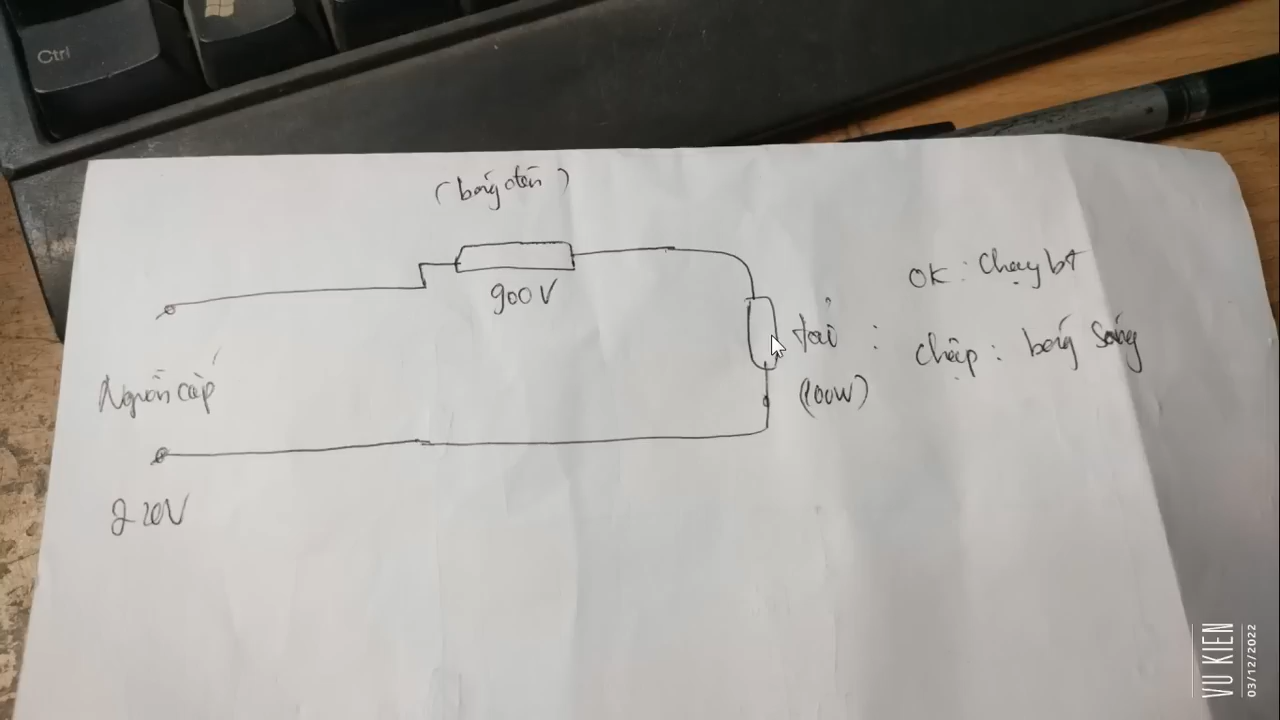 Ctrl
(bóng đèn)
900V
OK : Chạy bt
tải :
chập : bóng sáng
(100W)
Nguồn cấp
220V
VU KIEN
03/12/2022